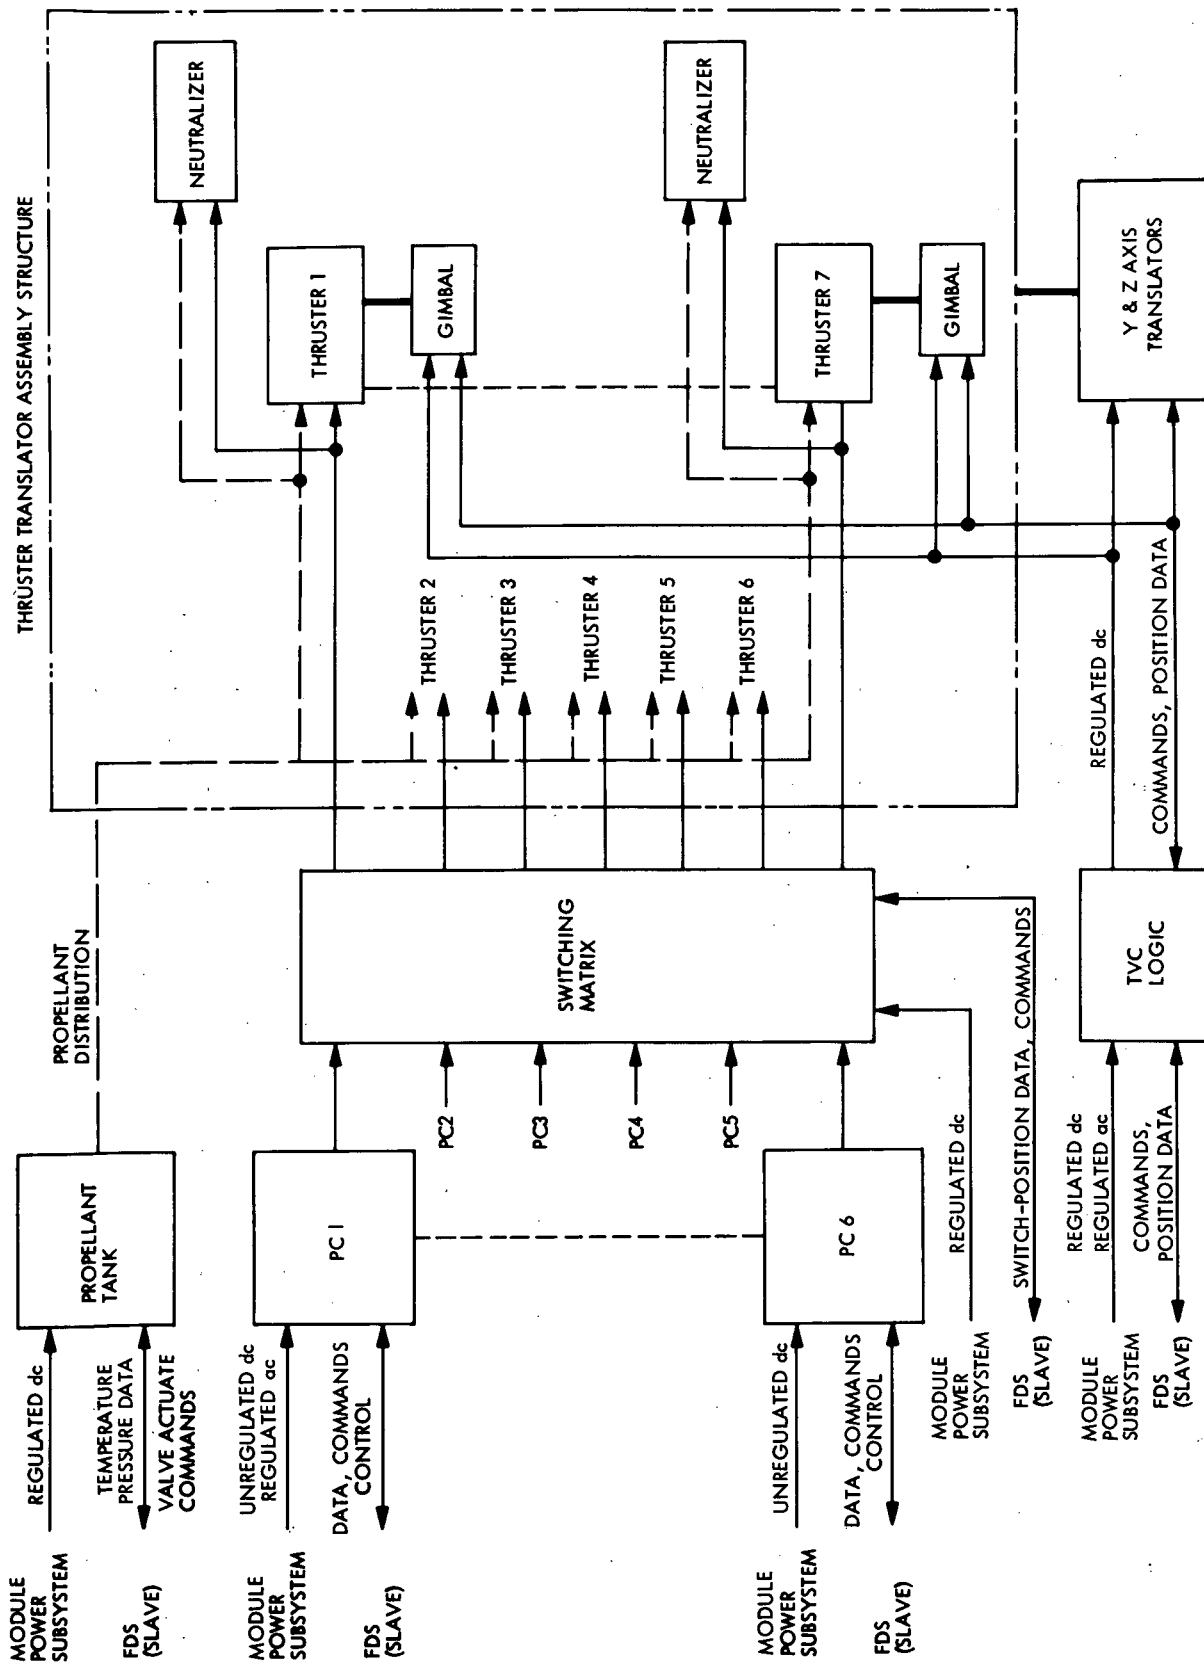 THRUSTER TRANSLATOR ASSEMBLY STRUCTURE
MODULE
POWER
SUBSYSTEM
REGULATED dc
FDS
(SLAVE)
TEMPERATURE
PRESSURE DATA
VALVE ACTUATE
COMMANDS
PROPELLANT
TANK
PROPELLANT
DISTRIBUTION
NEUTRALIZER
THRUSTER 1
GIMBAL
MODULE
POWER
SUBSYSTEM
UNREGULATED dc
REGULATED ac
FDS
(SLAVE)
DATA, COMMANDS
CONTROL
PC 1
PC2
PC3
PC4
PC5
SWITCHING
MATRIX
THRUSTER 2
THRUSTER 3
THRUSTER 4
THRUSTER 5
THRUSTER 6
NEUTRALIZER
THRUSTER 7
GIMBAL
MODULE
POWER
SUBSYSTEM
UNREGULATED dc
FDS
(SLAVE)
DATA, COMMANDS
CONTROL
PC 6
MODULE
POWER
SUBSYSTEM
REGULATED dc
FDS
(SLAVE)
SWITCH-POSITION DATA, COMMANDS
MODULE
POWER
SUBSYSTEM
REGULATED dc
REGULATED ac
FDS
(SLAVE)
COMMANDS,
POSITION DATA
TVC
LOGIC
REGULATED dc
COMMANDS, POSITION DATA
Y & Z AXIS
TRANSLATORS